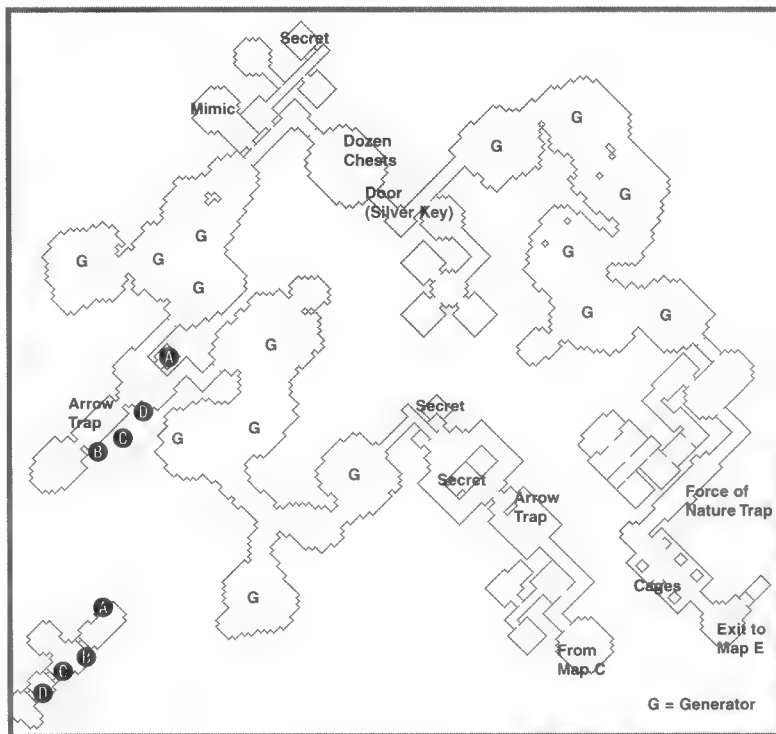 Secret
Mimic
Dozen
Chests
G
G
Door
(Silver Key)
G
G
G
G
G
G
G
G
G
A
Arrow
Trap
D
Secret
C
G
G
B
G
Secret
Arrow
Trap
Force of
Nature Trap
Cages
G
A
Exit to
Map E
From
Map C
B
C
D
G = Generator